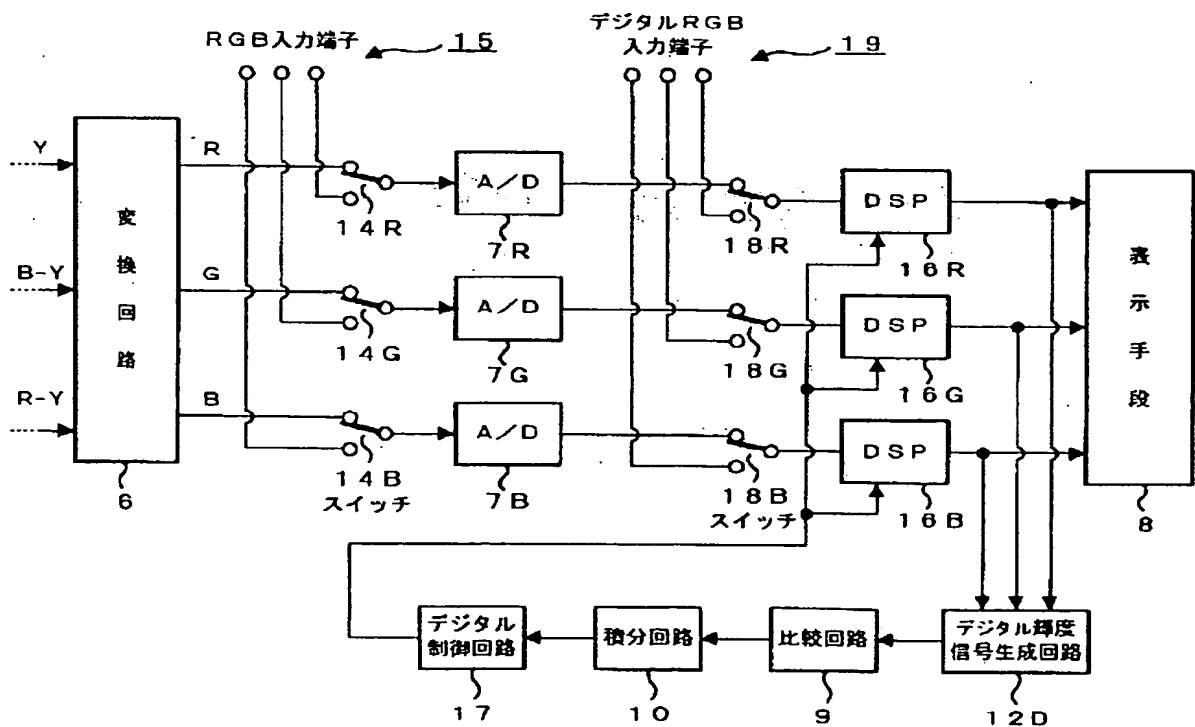 RGB入力端子
15
デジタルRGB
入力端子
19
Y
B-Y
R-Y
変換回路
6
R
G
B
14R
14G
14B
スイッチ
A/D
7R
A/D
7G
A/D
7B
18R
18G
18B
スイッチ
DSP
16R
DSP
16G
DSP
16B
表示手段
8
デジタル
制御回路
17
積分回路
10
比較回路
9
デジタル輝度
信号生成回路
12D